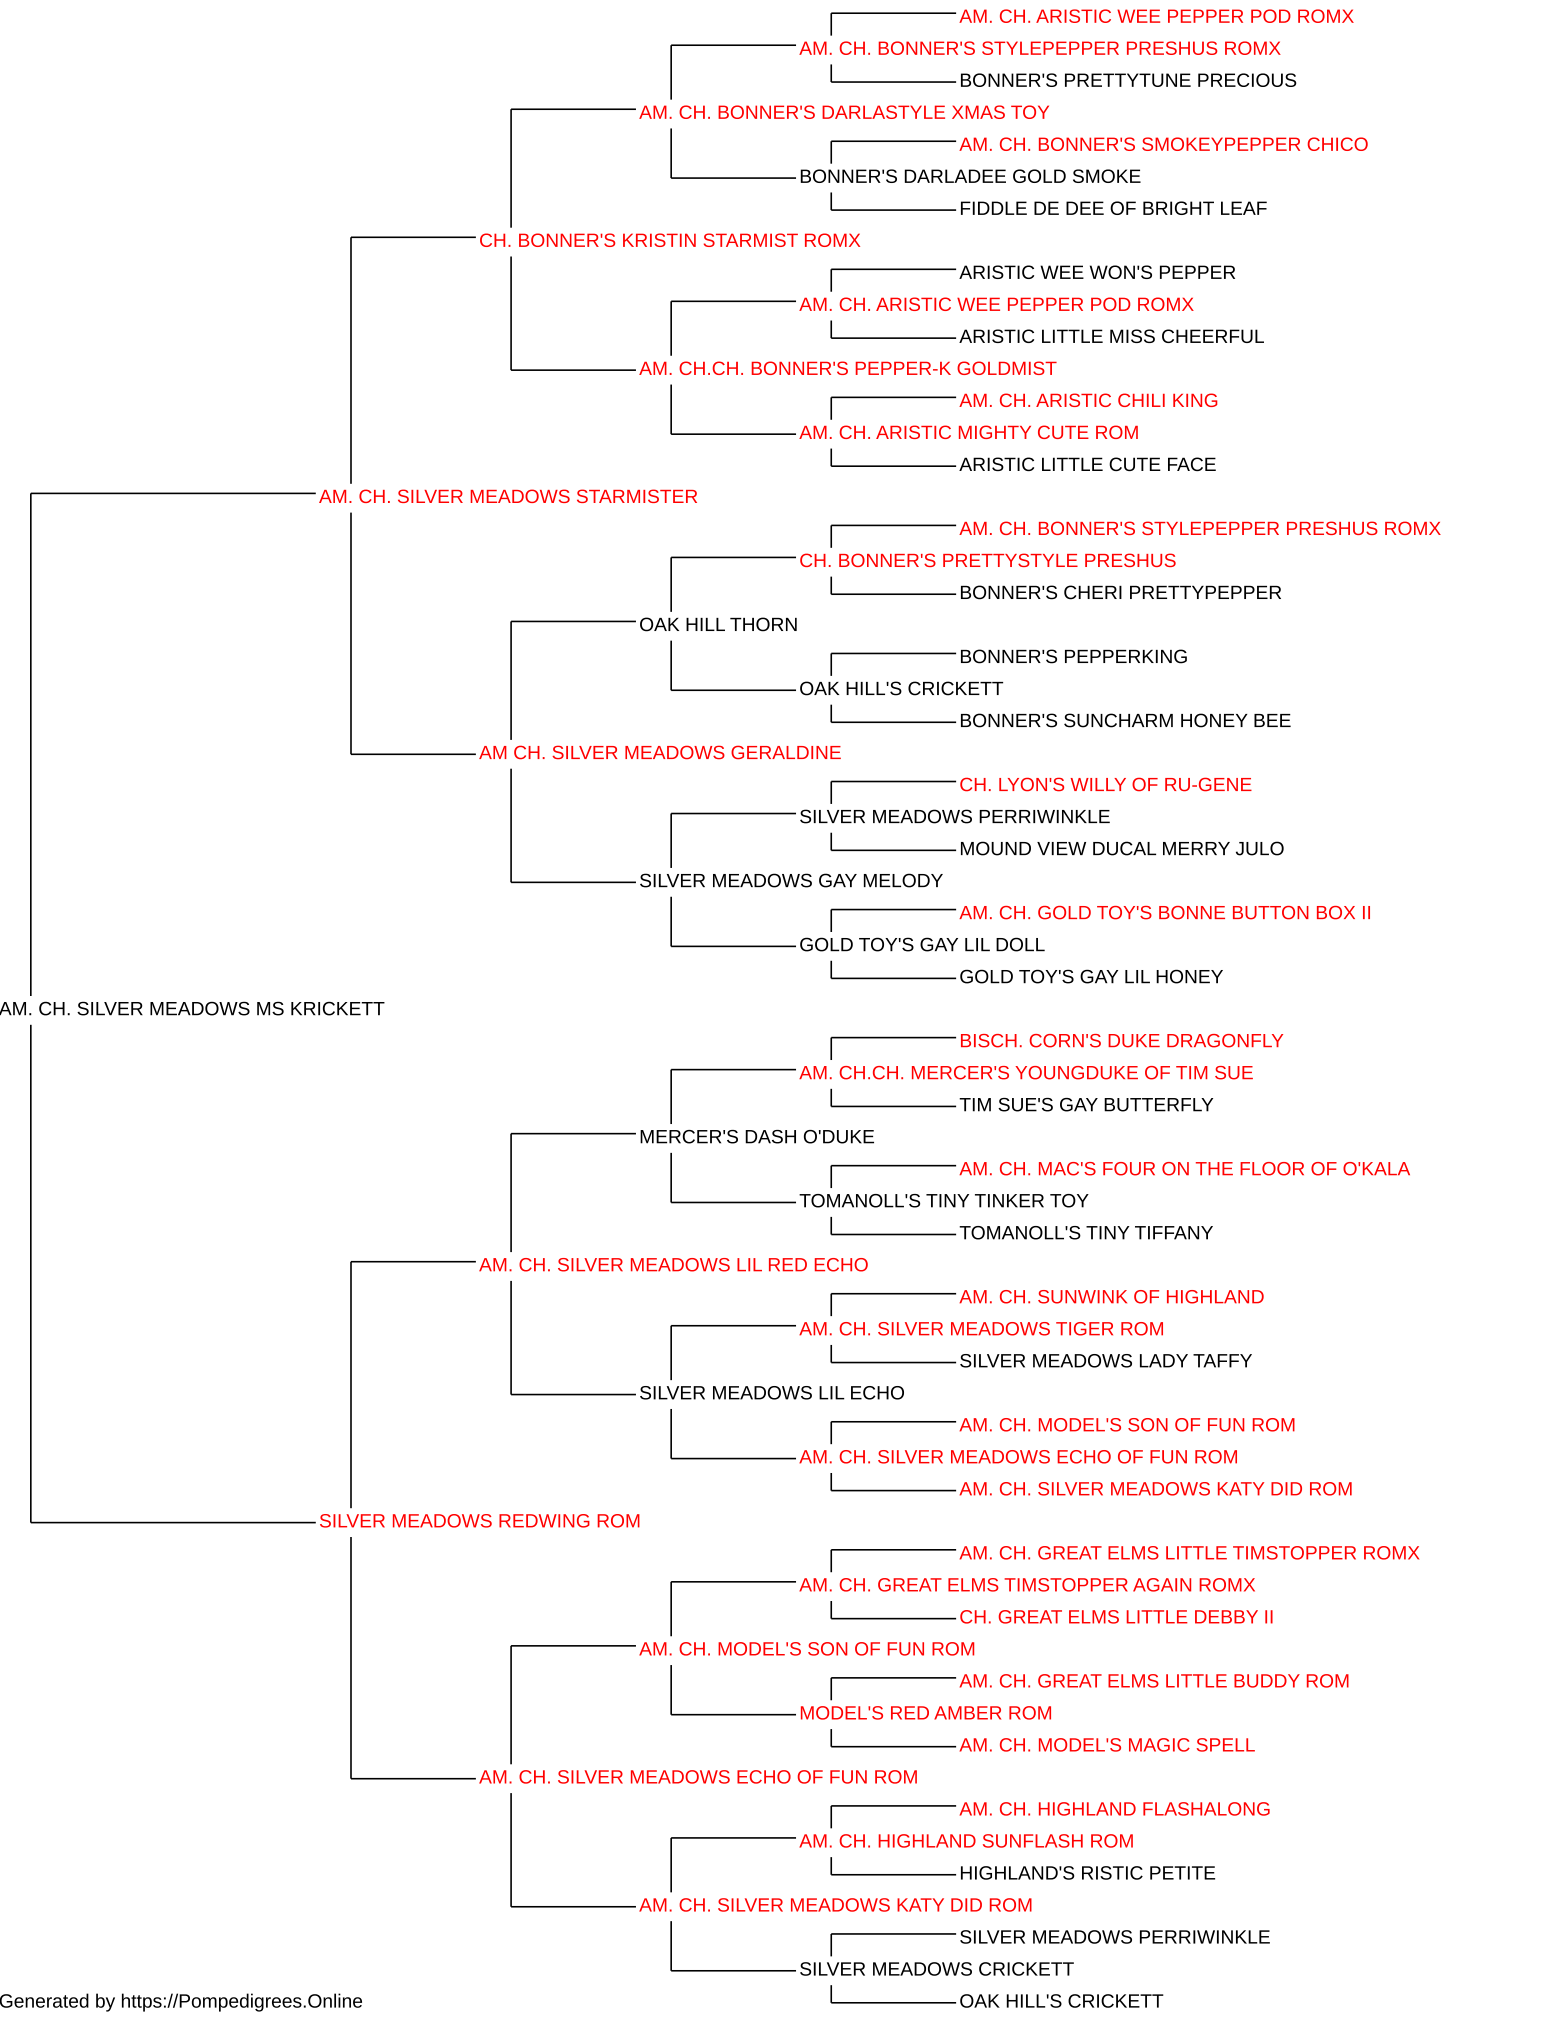 AM. CH. ARISTIC WEE PEPPER POD ROMX
AM. CH. BONNER'S STYLEPEPPER PRESHUS ROMX
BONNER'S PRETTYTUNE PRECIOUS
AM. CH. BONNER'S DARLASTYLE XMAS TOY
AM. CH. BONNER'S SMOKEYPEPPER CHICO
BONNER'S DARLADEE GOLD SMOKE
FIDDLE DE DEE OF BRIGHT LEAF
CH. BONNER'S KRISTIN STARMIST ROMX
ARISTIC WEE WON'S PEPPER
AM. CH. ARISTIC WEE PEPPER POD ROMX
ARISTIC LITTLE MISS CHEERFUL
AM. CH.CH. BONNER'S PEPPER-K GOLDMIST
AM. CH. ARISTIC CHILI KING
AM. CH. ARISTIC MIGHTY CUTE ROM
ARISTIC LITTLE CUTE FACE
AM. CH. SILVER MEADOWS STARMISTER
AM. CH. BONNER'S STYLEPEPPER PRESHUS ROMX
CH. BONNER'S PRETTYSTYLE PRESHUS
BONNER'S CHERI PRETTYPEPPER
OAK HILL THORN
BONNER'S PEPPERKING
OAK HILL'S CRICKETT
BONNER'S SUNCHARM HONEY BEE
AM CH. SILVER MEADOWS GERALDINE
CH. LYON'S WILLY OF RU-GENE
SILVER MEADOWS PERRIWINKLE
MOUND VIEW DUCAL MERRY JULO
SILVER MEADOWS GAY MELODY
AM. CH. GOLD TOY'S BONNE BUTTON BOX II
GOLD TOY'S GAY LIL DOLL
GOLD TOY'S GAY LIL HONEY
AM. CH. SILVER MEADOWS MS KRICKETT
BISCH. CORN'S DUKE DRAGONFLY
AM. CH.CH. MERCER'S YOUNGDUKE OF TIM SUE
TIM SUE'S GAY BUTTERFLY
MERCER'S DASH O'DUKE
AM. CH. MAC'S FOUR ON THE FLOOR OF O'KALA
TOMANOLL'S TINY TINKER TOY
TOMANOLL'S TINY TIFFANY
AM. CH. SILVER MEADOWS LIL RED ECHO
AM. CH. SUNWINK OF HIGHLAND
AM. CH. SILVER MEADOWS TIGER ROM
SILVER MEADOWS LADY TAFFY
SILVER MEADOWS LIL ECHO
AM. CH. MODEL'S SON OF FUN ROM
AM. CH. SILVER MEADOWS ECHO OF FUN ROM
AM. CH. SILVER MEADOWS KATY DID ROM
SILVER MEADOWS REDWING ROM
AM. CH. GREAT ELMS LITTLE TIMSTOPPER ROMX
AM. CH. GREAT ELMS TIMSTOPPER AGAIN ROMX
CH. GREAT ELMS LITTLE DEBBY II
AM. CH. MODEL'S SON OF FUN ROM
AM. CH. GREAT ELMS LITTLE BUDDY ROM
MODEL'S RED AMBER ROM
AM. CH. MODEL'S MAGIC SPELL
AM. CH. SILVER MEADOWS ECHO OF FUN ROM
AM. CH. HIGHLAND FLASHALONG
AM. CH. HIGHLAND SUNFLASH ROM
HIGHLAND'S RISTIC PETITE
AM. CH. SILVER MEADOWS KATY DID ROM
SILVER MEADOWS PERRIWINKLE
SILVER MEADOWS CRICKETT
OAK HILL'S CRICKETT
Generated by https://Pompedigrees.Online